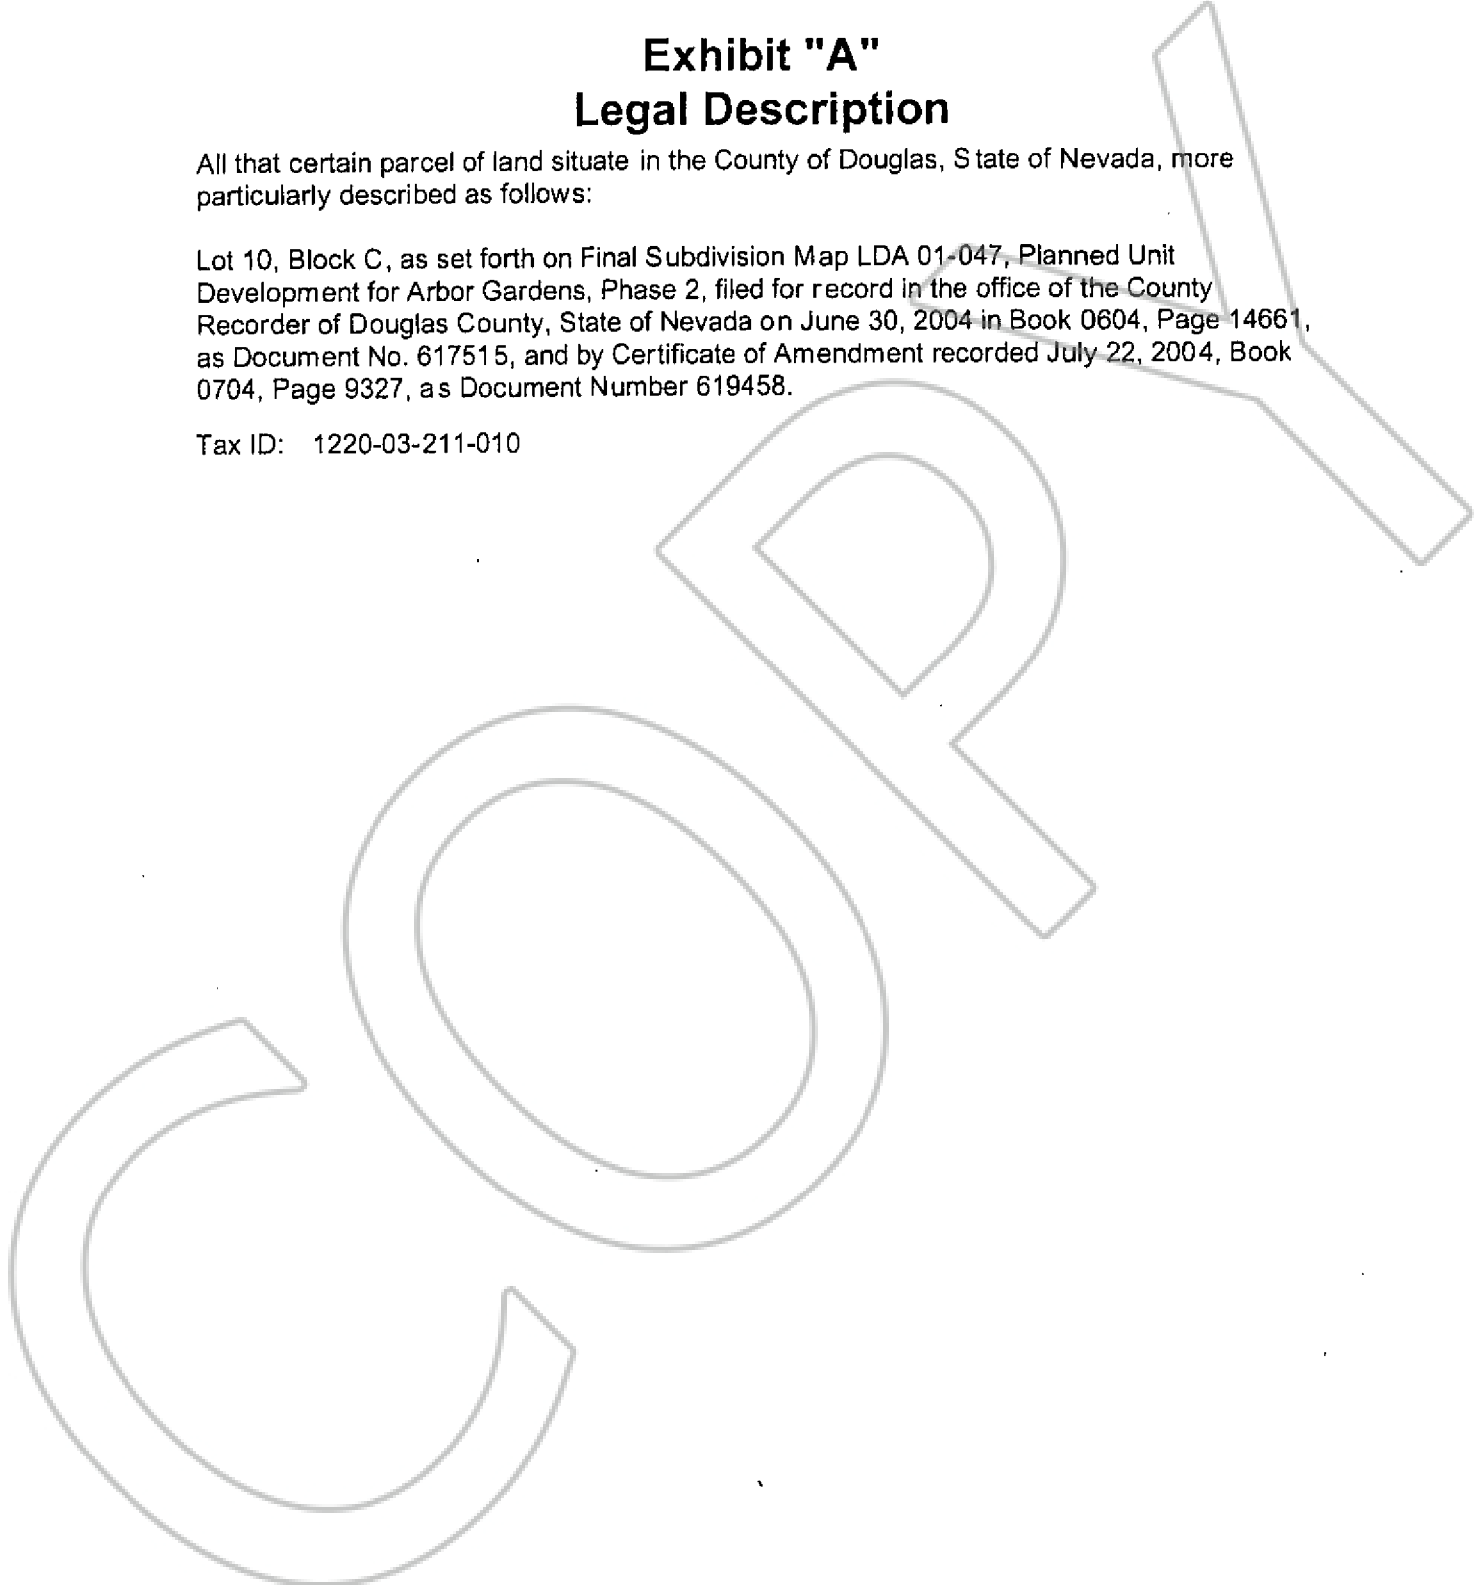 Exhibit "A"
Legal Description
All that certain parcel of land situate in the County of Douglas, State of Nevada, more
particularly described as follows:
Lot 10, Block C, as set forth on Final Subdivision Map LDA 01-047, Planned Unit
Development for Arbor Gardens, Phase 2, filed for record in the office of the County
Recorder of Douglas County, State of Nevada on June 30, 2004 in Book 0604, Page 14661,
as Document No. 617515, and by Certificate of Amendment recorded July 22, 2004, Book
0704, Page 9327, as Document Number 619458.
Tax ID: 1220-03-211-010
COPY